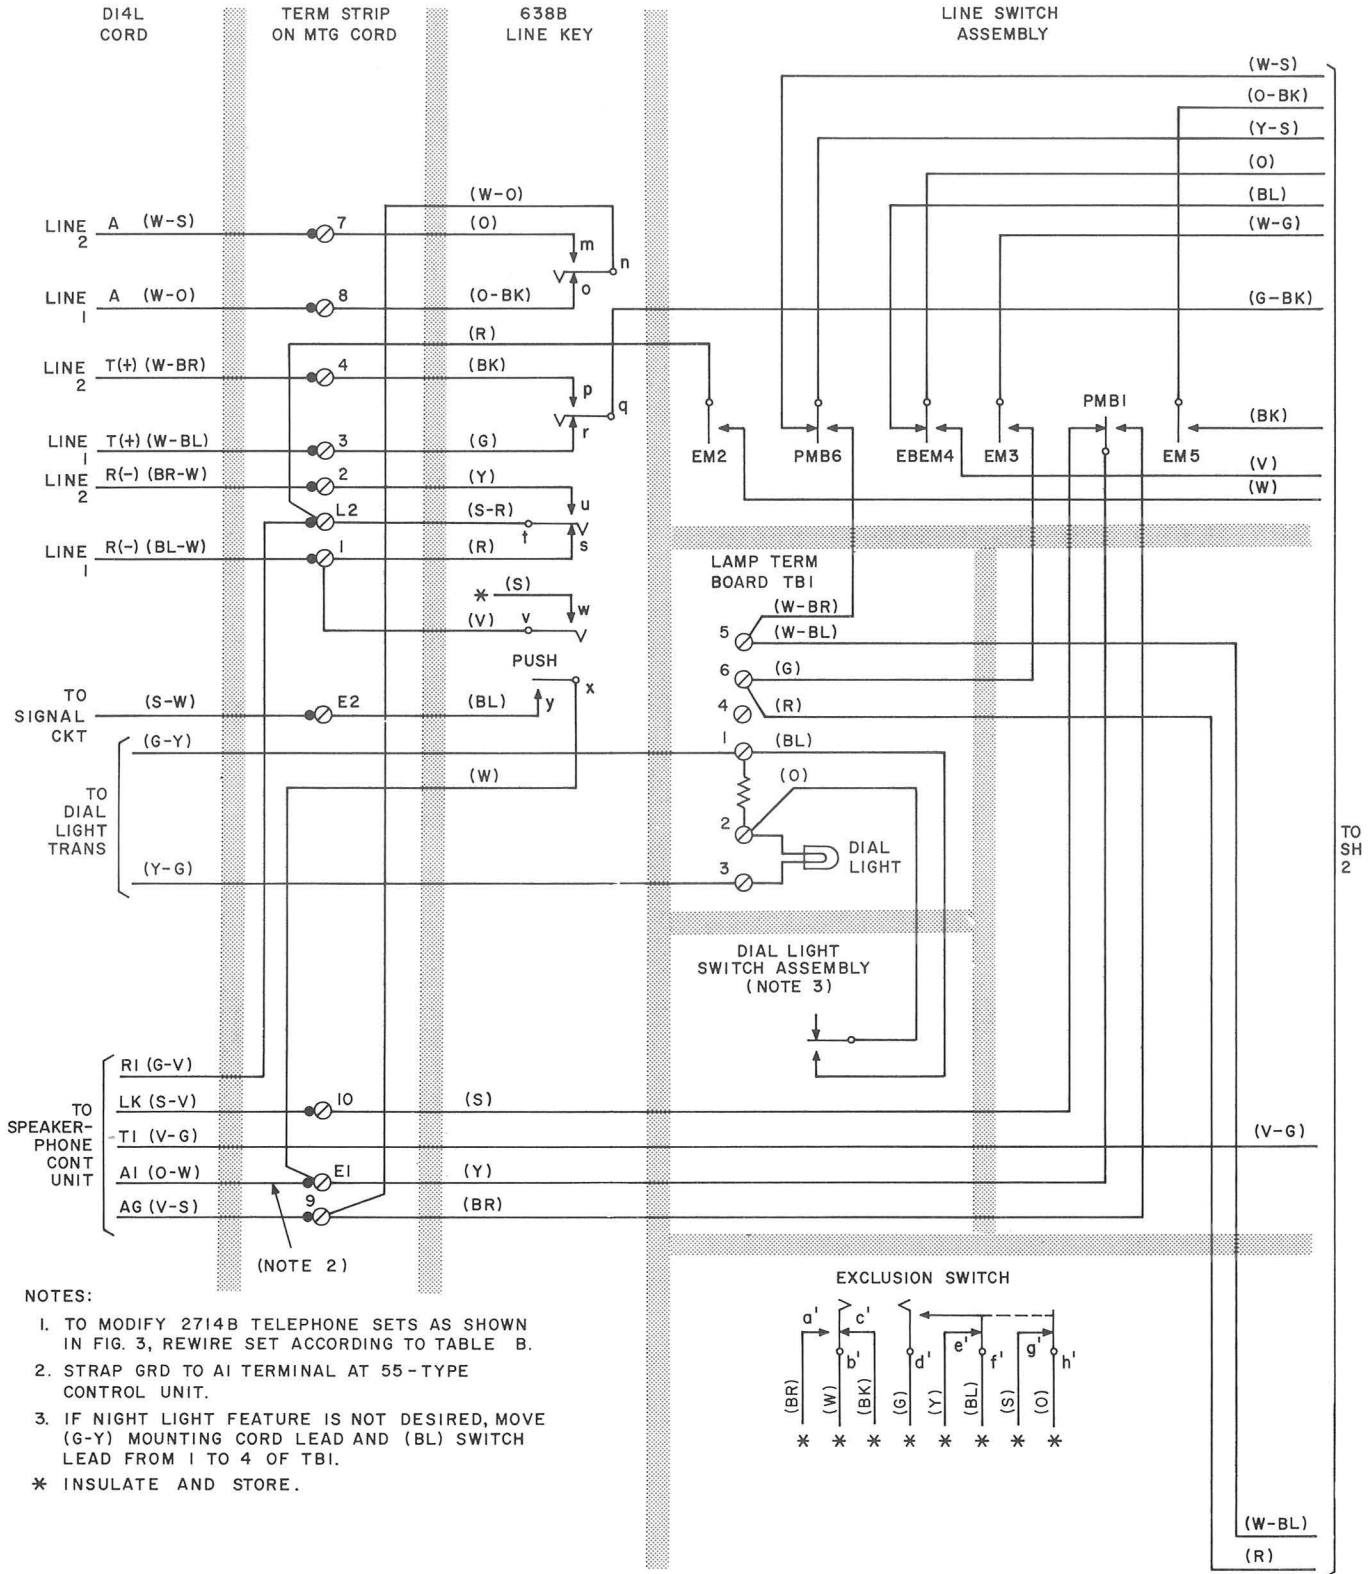 D14L
CORD
TERM STRIP
ON MTG CORD
638B
LINE KEY
LINE SWITCH
ASSEMBLY
(W-S)
(O-BK)
(Y-S)
(O)
(BL)
(W-G)
(G-BK)
(BK)
(V)
(W)
(W-O)
LINE 2 A (W-S) 7 (O)
m
n
o
LINE 1 A (W-O) 8 (O-BK)
(R)
LINE 2 T(+) (W-BR) 4 (BK)
p
q
r
LINE 1 T(+) (W-BL) 3 (G)
LINE 2 R(-) (BR-W) 2 (Y)
u
L2 (S-R)
t
s
LINE 1 R(-) (BL-W) 1 (R)
* (S)
w
(V) v
PUSH
x
y
TO
SIGNAL
CKT
(S-W) E2 (BL)
(G-Y)
(W)
TO
DIAL
LIGHT
TRANS
(Y-G)
EM2
PMB6
EBEM4
EM3
PMB1
EM5
LAMP TERM
BOARD TB1
(W-BR)
5 (W-BL)
6 (G)
4 (R)
1 (BL)
(O)
2
3
DIAL
LIGHT
TO
SH
2
DIAL LIGHT
SWITCH ASSEMBLY
(NOTE 3)
TO
SPEAKER-
PHONE
CONT
UNIT
R1 (G-V)
LK (S-V) 10 (S)
T1 (V-G) (V-G)
A1 (O-W) E1 (Y)
AG (V-S) 9 (BR)
(NOTE 2)
EXCLUSION SWITCH
a' c' e' g'
b' d' f' h'
(BR) (W) (BK) (G) (Y) (BL) (S) (O)
* * * * * * * *
(W-BL)
(R)
NOTES:
1. TO MODIFY 2714B TELEPHONE SETS AS SHOWN
IN FIG. 3, REWIRE SET ACCORDING TO TABLE B.
2. STRAP GRD TO A1 TERMINAL AT 55-TYPE
CONTROL UNIT.
3. IF NIGHT LIGHT FEATURE IS NOT DESIRED, MOVE
(G-Y) MOUNTING CORD LEAD AND (BL) SWITCH
LEAD FROM 1 TO 4 OF TB1.
* INSULATE AND STORE.